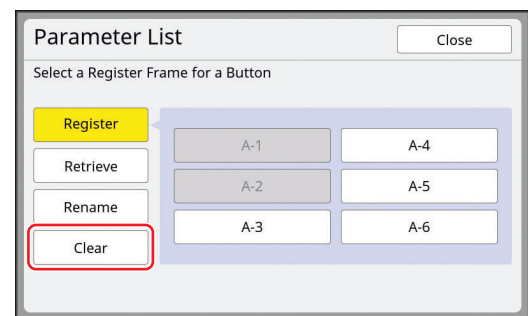 Parameter List
Close
Select a Register Frame for a Button
Register
Retrieve
Rename
Clear
A-1
A-4
A-2
A-5
A-3
A-6